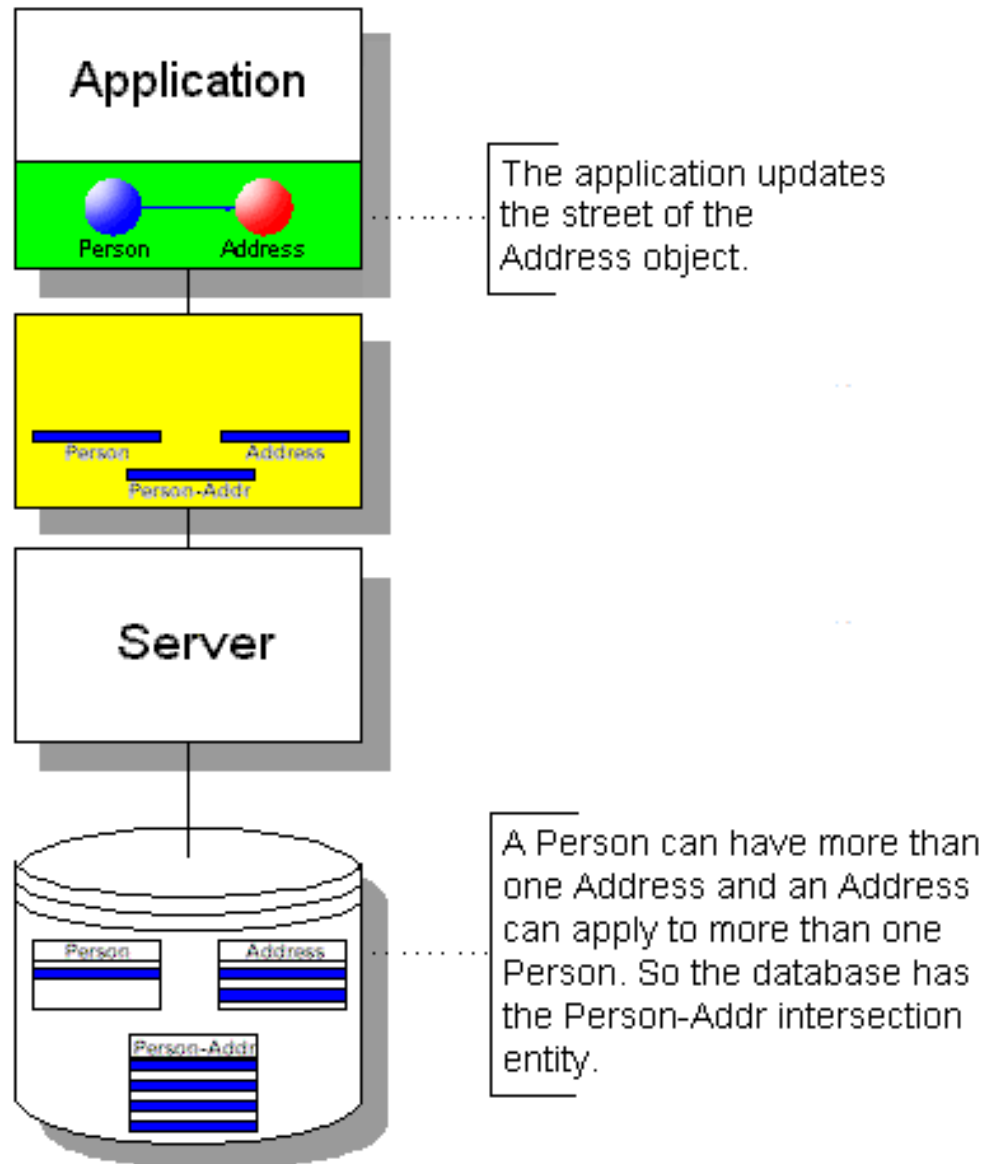 Application
Person
Address
The application updates
the street of the
Address object.
Person
Address
Person-Addr
Server
A Person can have more than
one Address and an Address
can apply to more than one
Person. So the database has
the Person-Addr intersection
entity.
Person
Address
Person-Addr